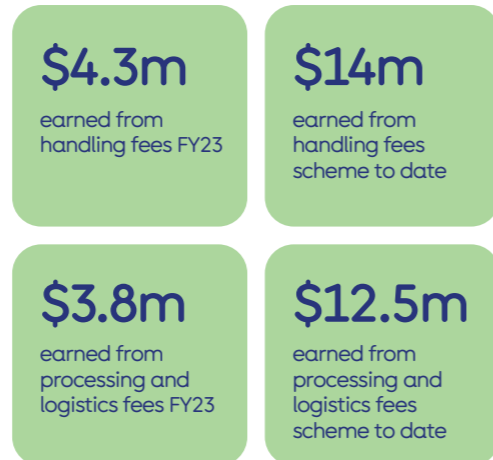 $4.3m
earned from
handling fees FY23
$14m
earned from
handling fees
scheme to date
$3.8m
earned from
processing and
logistics fees FY23
$12.5m
earned from
processing and
logistics fees
scheme to date